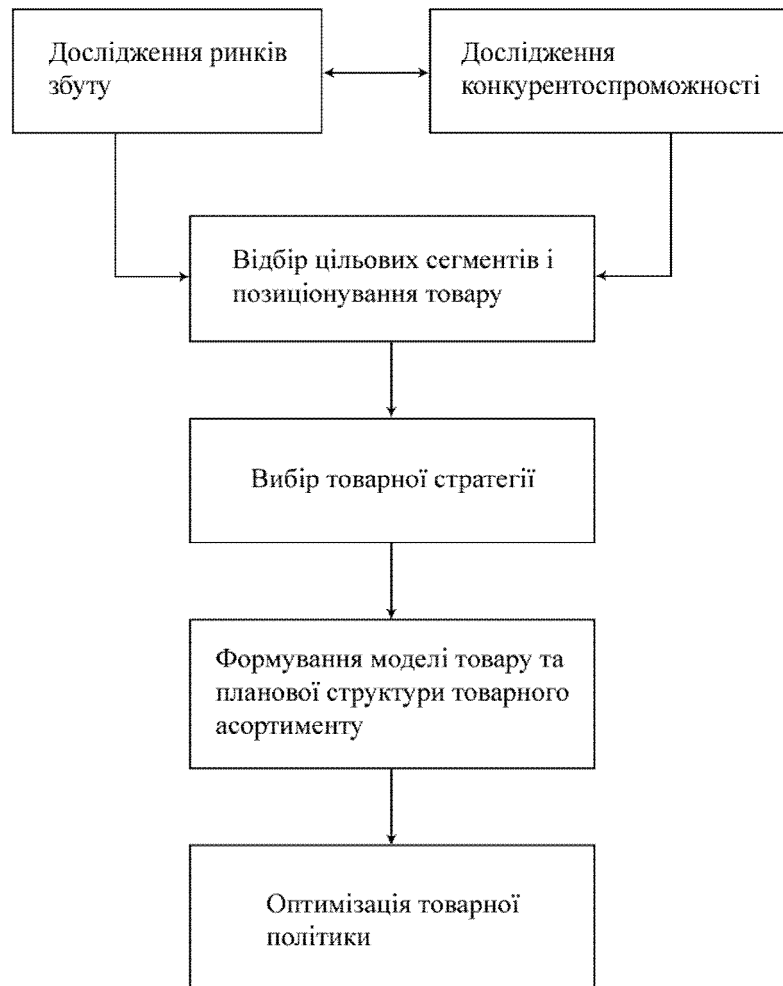 Дослідження ринків
збуту
Дослідження
конкурентоспроможності
Відбір цільових сегментів і
позиціонування товару
Вибір товарної стратегії
Формування моделі товару та
планової структури товарного
асортименту
Оптимізація товарної
політики